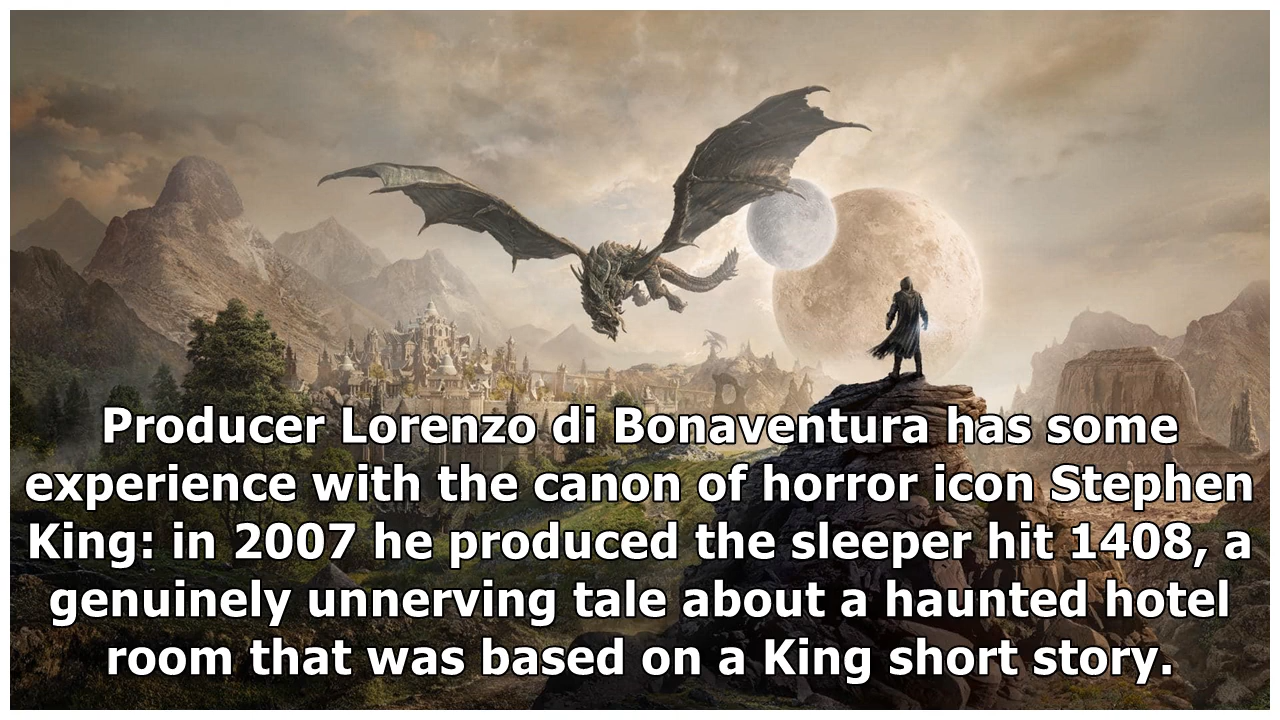 Producer Lorenzo di Bonaventura has some
experience with the canon of horror icon Stephen
King: in 2007 he produced the sleeper hit 1408, a
genuinely unnerving tale about a haunted hotel
room that was based on a King short story.